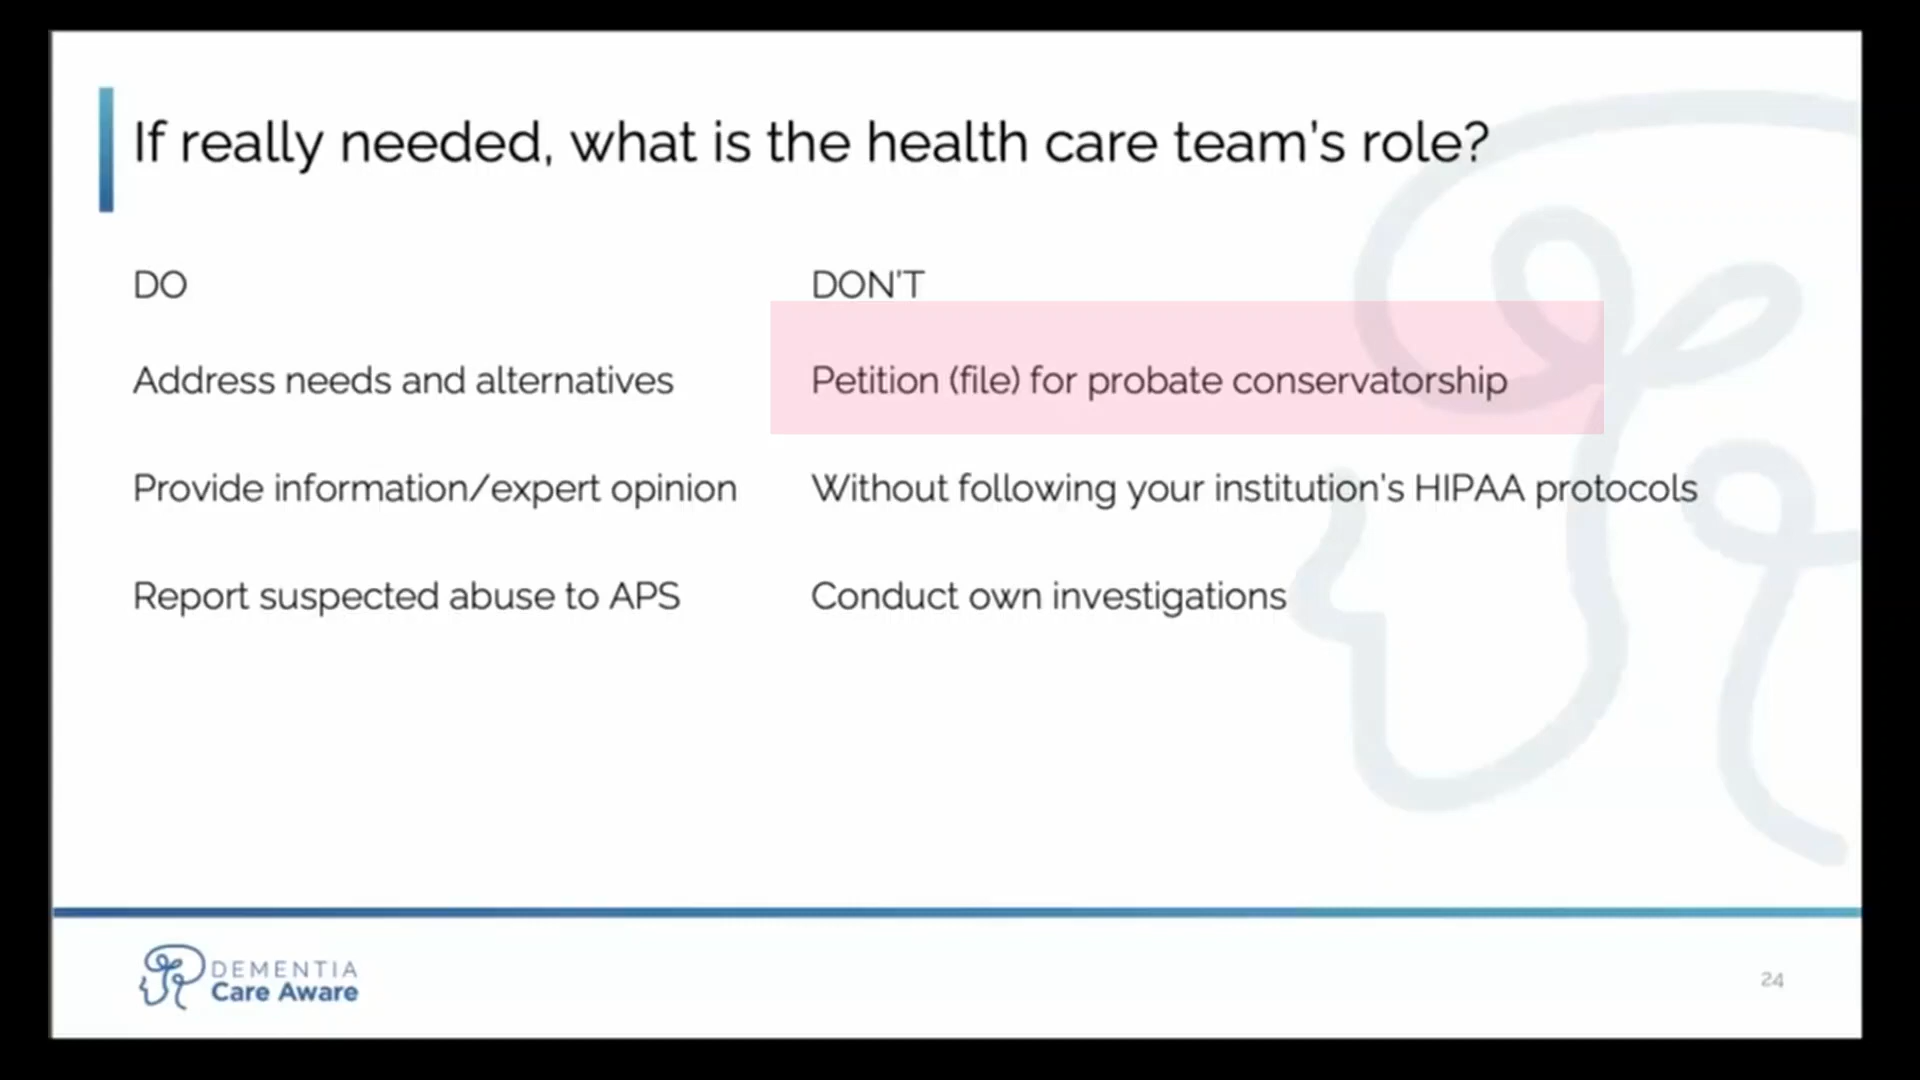 If really needed, what is the health care team's role?
DO
DON'T
Address needs and alternatives
Petition (file) for probate conservatorship
Provide information/expert opinion
Without following your institution's HIPAA protocols
Report suspected abuse to APS
Conduct own investigations
DEMENTIA
Care Aware
24